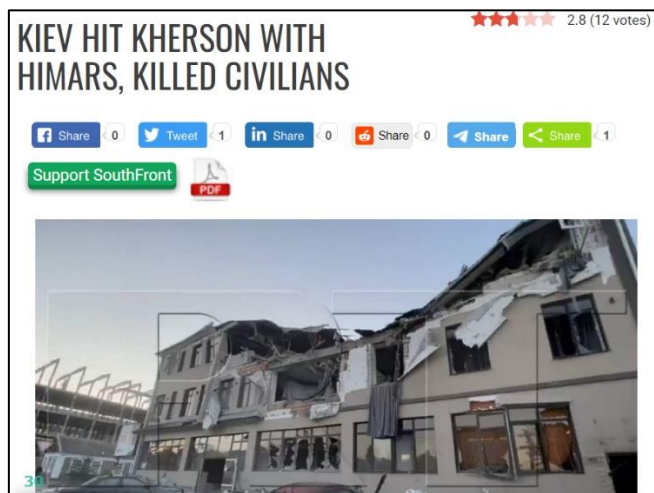 2.8 (12 votes)
KIEV HIT KHERSON WITH
HIMARS, KILLED CIVILIANS
Share 0 Tweet 1 in Share 0 Share 0 Share Share 1
Support SouthFront PDF
30